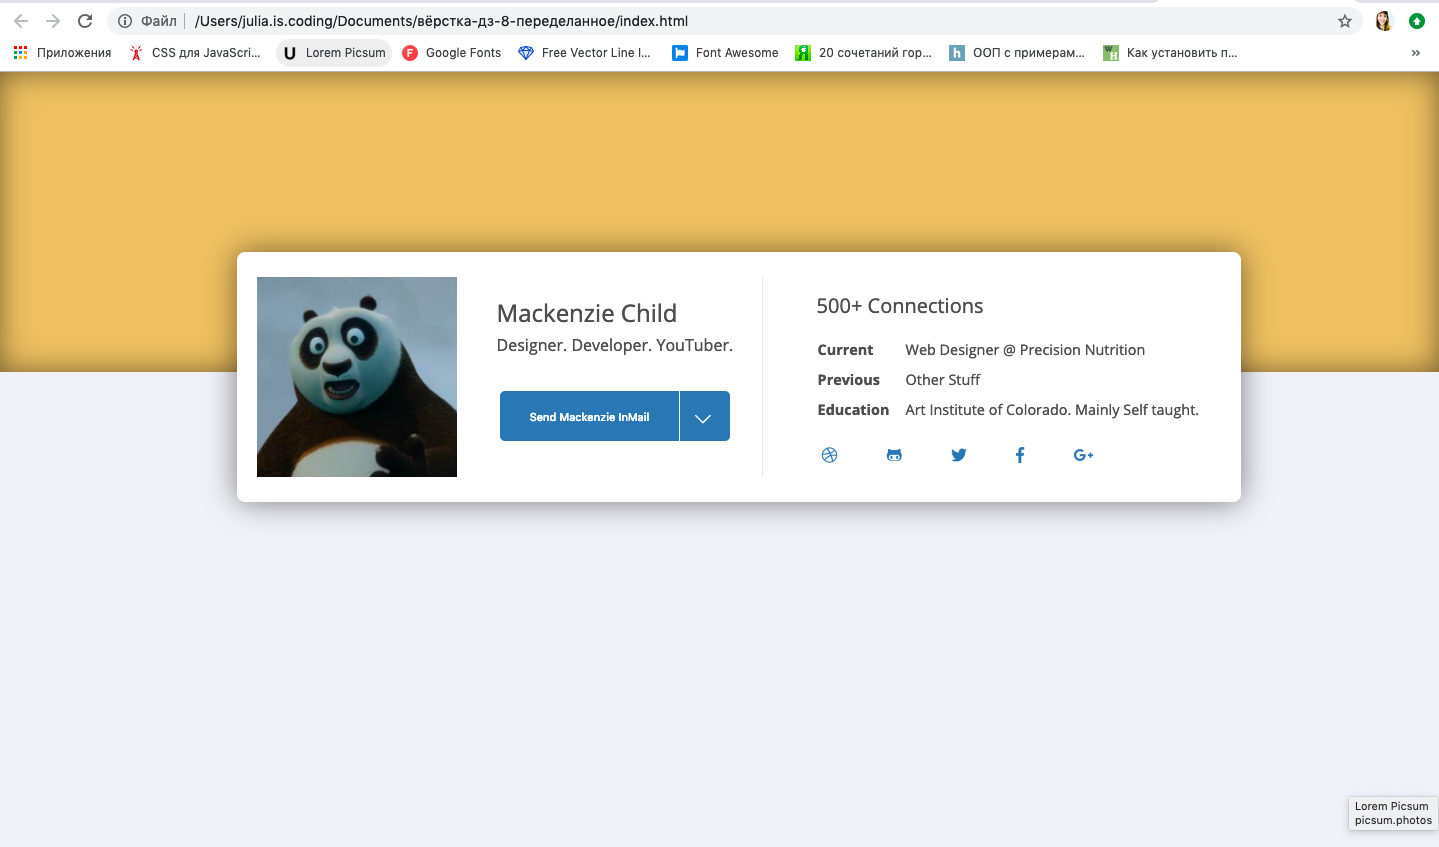 Файл /Users/julia.is.coding/Documents/вёрстка-дз-8-переделанное/index.html
Приложения CSS для JavaScri... Lorem Picsum Google Fonts Free Vector Line I... Font Awesome 20 сочетаний гор... ООП с примерам... Как установить п... »
Mackenzie Child
Designer. Developer. YouTuber.
Send Mackenzie InMail
500+ Connections
Current Web Designer @ Precision Nutrition
Previous Other Stuff
Education Art Institute of Colorado. Mainly Self taught.
Lorem Picsum
picsum.photos